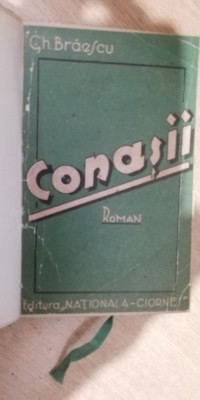 Gh. Brăescu
Conașii
ROMAN
Editura „NAȚIONALA-CIORNEI"